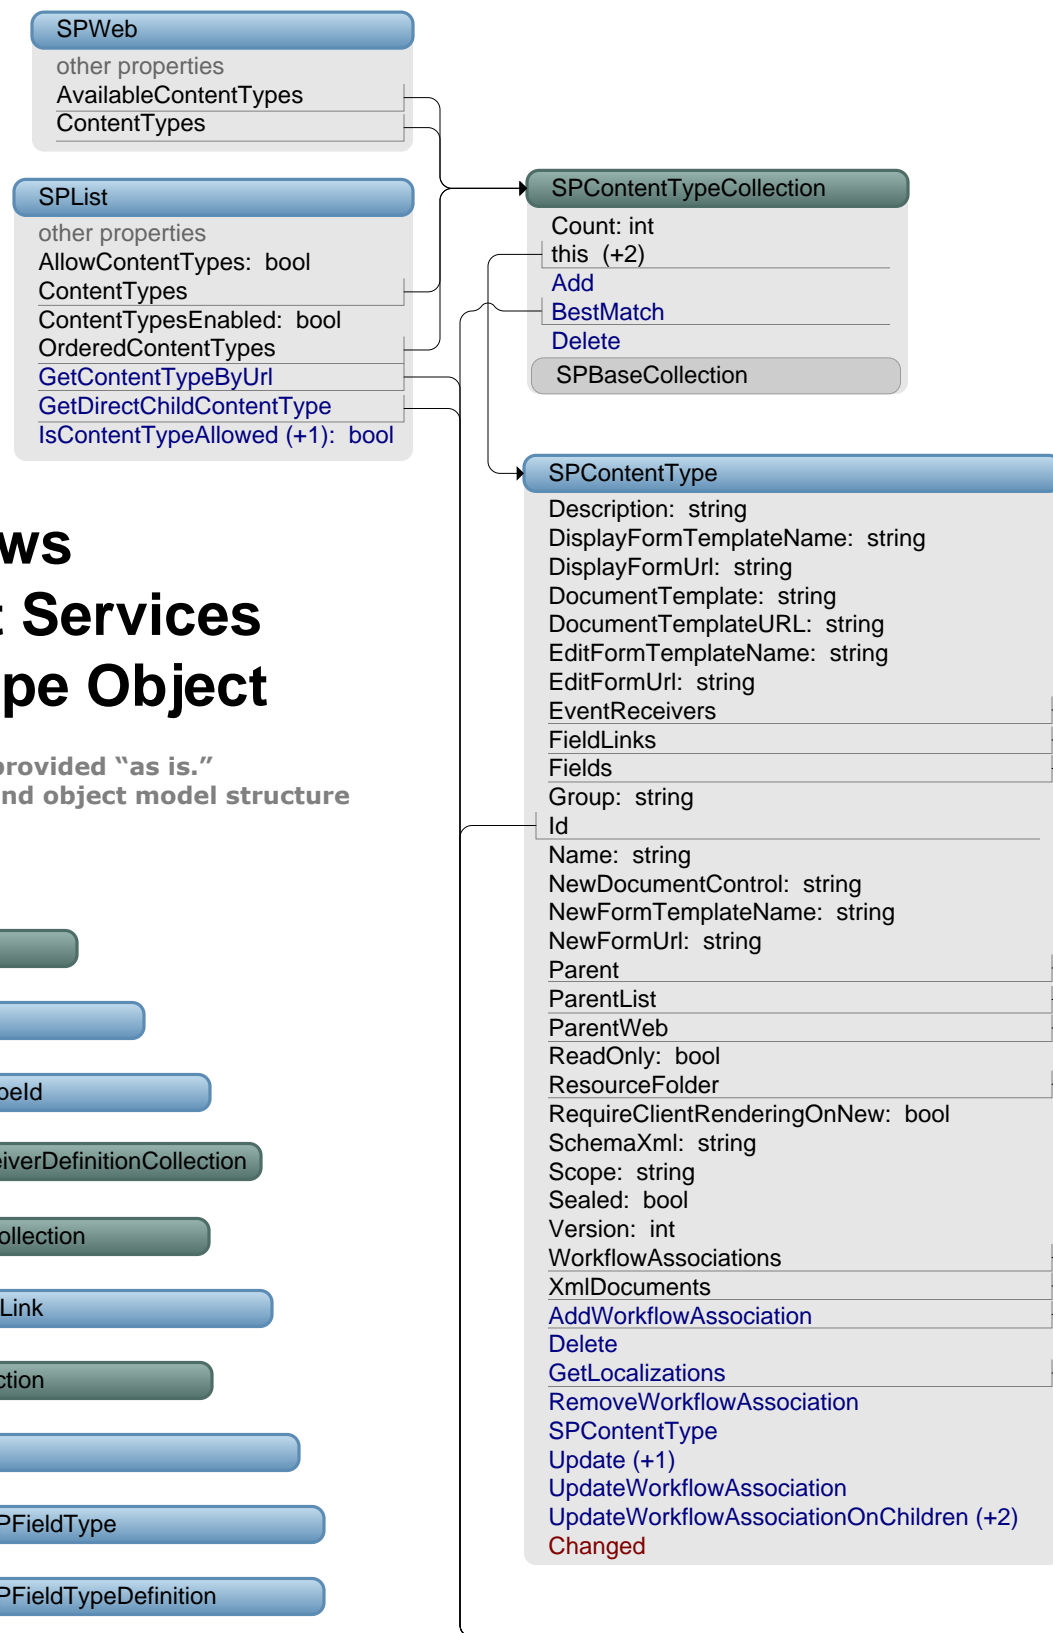 SPWeb
other properties
AvailableContentTypes
ContentTypes
SPList
other properties
AllowContentTypes: bool
ContentTypes
ContentTypesEnabled: bool
OrderedContentTypes
GetContentTypeByUrl
GetDirectChildContentType
IsContentTypeAllowed (+1): bool
SPContentTypeCollection
Count: int
this (+2)
Add
BestMatch
Delete
SPBaseCollection
SPContentType
Description: string
DisplayFormTemplateName: string
DisplayFormUrl: string
DocumentTemplate: string
DocumentTemplateURL: string
EditFormTemplateName: string
EditFormUrl: string
EventReceivers
FieldLinks
Fields
Group: string
Id
Name: string
NewDocumentControl: string
NewFormTemplateName: string
NewFormUrl: string
Parent
ParentList
ParentWeb
ReadOnly: bool
ResourceFolder
RequireClientRenderingOnNew: bool
SchemaXml: string
Scope: string
Sealed: bool
Version: int
WorkflowAssociations
XmlDocuments
AddWorkflowAssociation
Delete
GetLocalizations
RemoveWorkflowAssociation
SPContentType
Update (+1)
UpdateWorkflowAssociation
UpdateWorkflowAssociationOnChildren (+2)
Changed
ws
t Services
pe Object
provided “as is.”
nd object model structure
peId
eiverDefinitionCollection
ollection
Link
ction
PFieldType
PFieldTypeDefinition